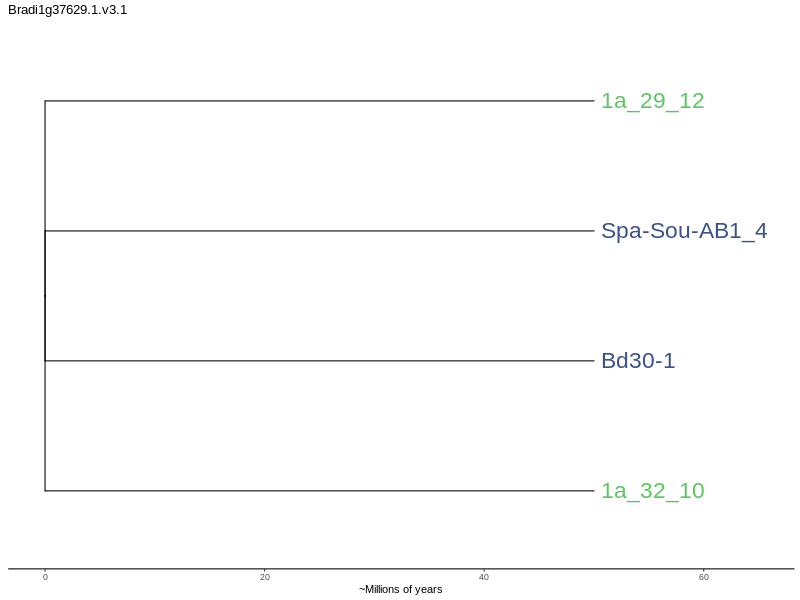 Bradi1g37629.1.v3.1
1a_29_12
Spa-Sou-AB1_4
Bd30-1
1a_32_10
0 20 40 60
~Millions of years